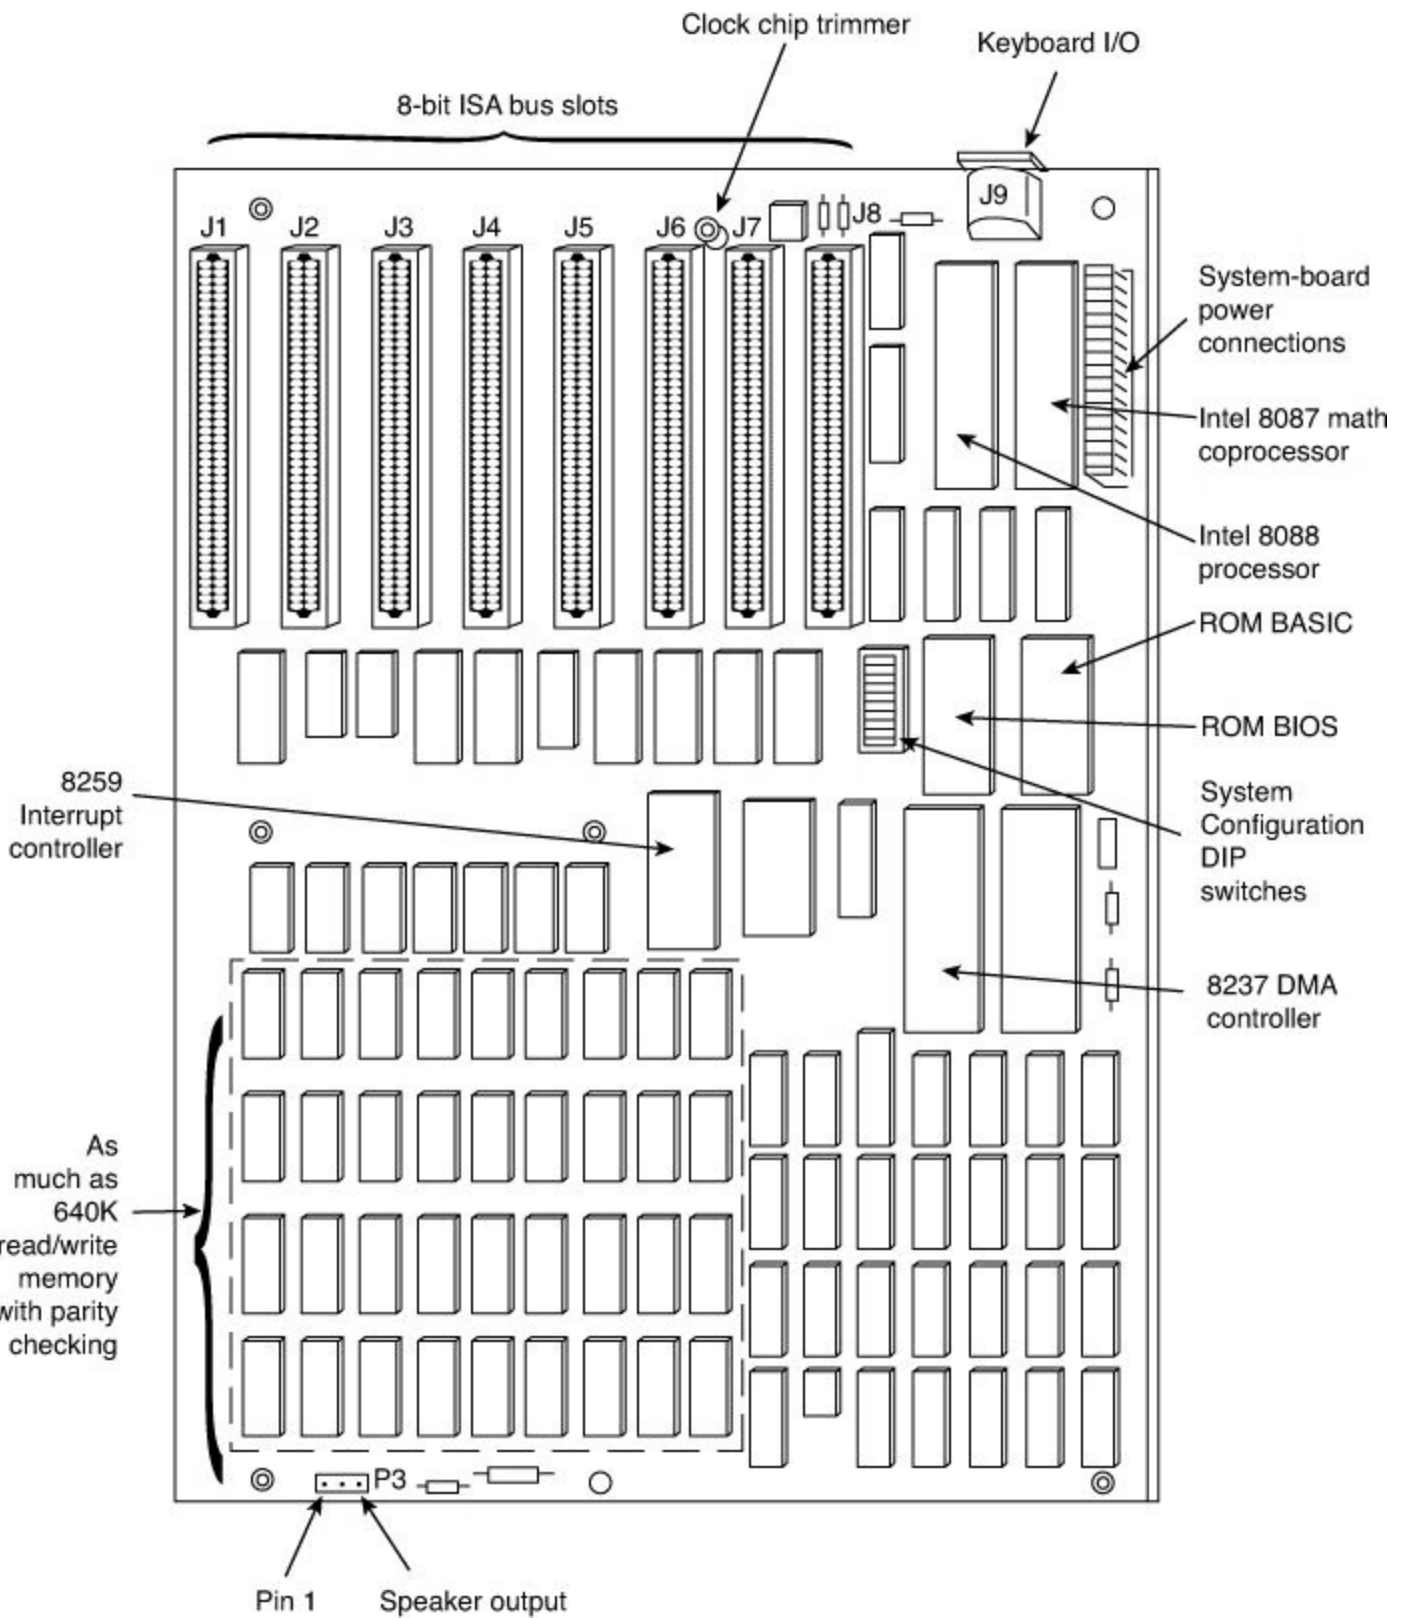 Clock chip trimmer
Keyboard I/O
8-bit ISA bus slots
J9
J1 J2 J3 J4 J5 J6 J7 J8
System-board
power
connections
Intel 8087 math
coprocessor
Intel 8088
processor
ROM BASIC
ROM BIOS
8259
Interrupt
controller
System
Configuration
DIP
switches
8237 DMA
controller
As
much as
640K
read/write
memory
with parity
checking
P3
Pin 1
Speaker output